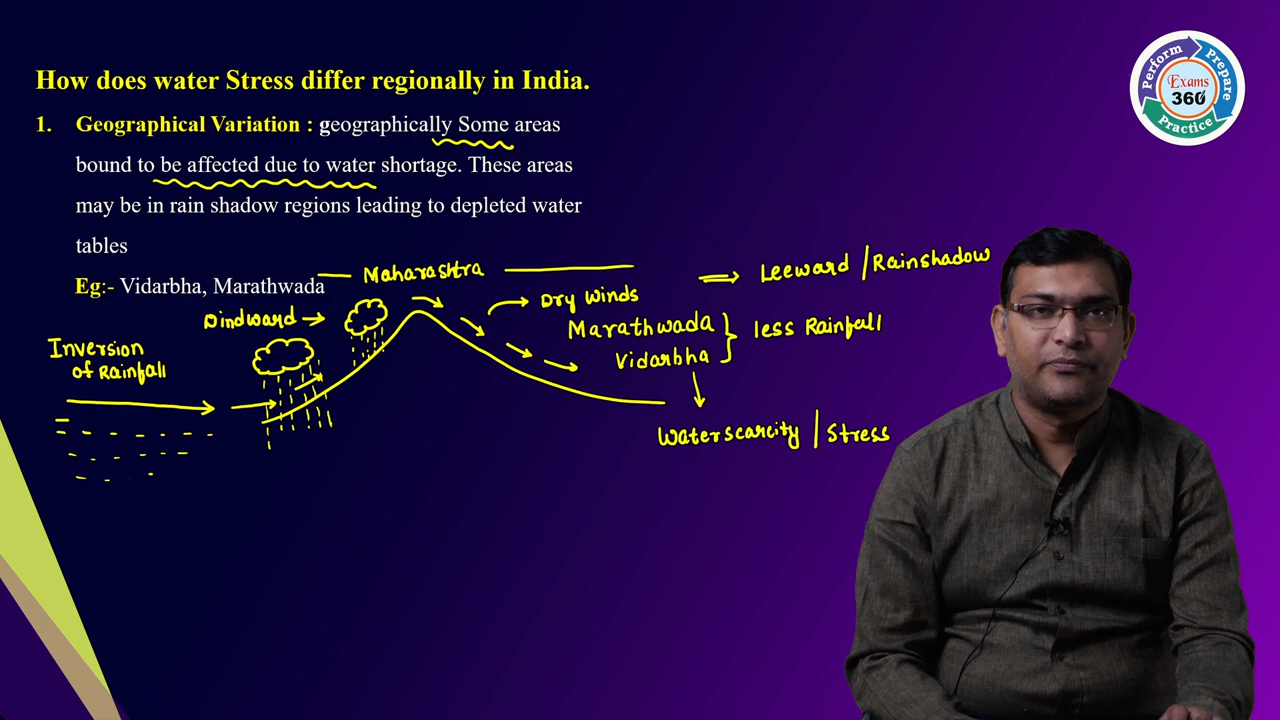 How does water Stress differ regionally in India.
1. Geographical Variation : geographically Some areas
bound to be affected due to water shortage. These areas
may be in rain shadow regions leading to depleted water
tables
Eg:- Vidarbha, Marathwada
Maharashtra
Dindward →
Inversion
of Rainfall
Dry Winds
Marathwada
Vidarbha
less Rainfall
⇒ Leeward / Rainshadow
Waterscarcity / Stress
Perform
Prepare
Practice
Exams
360